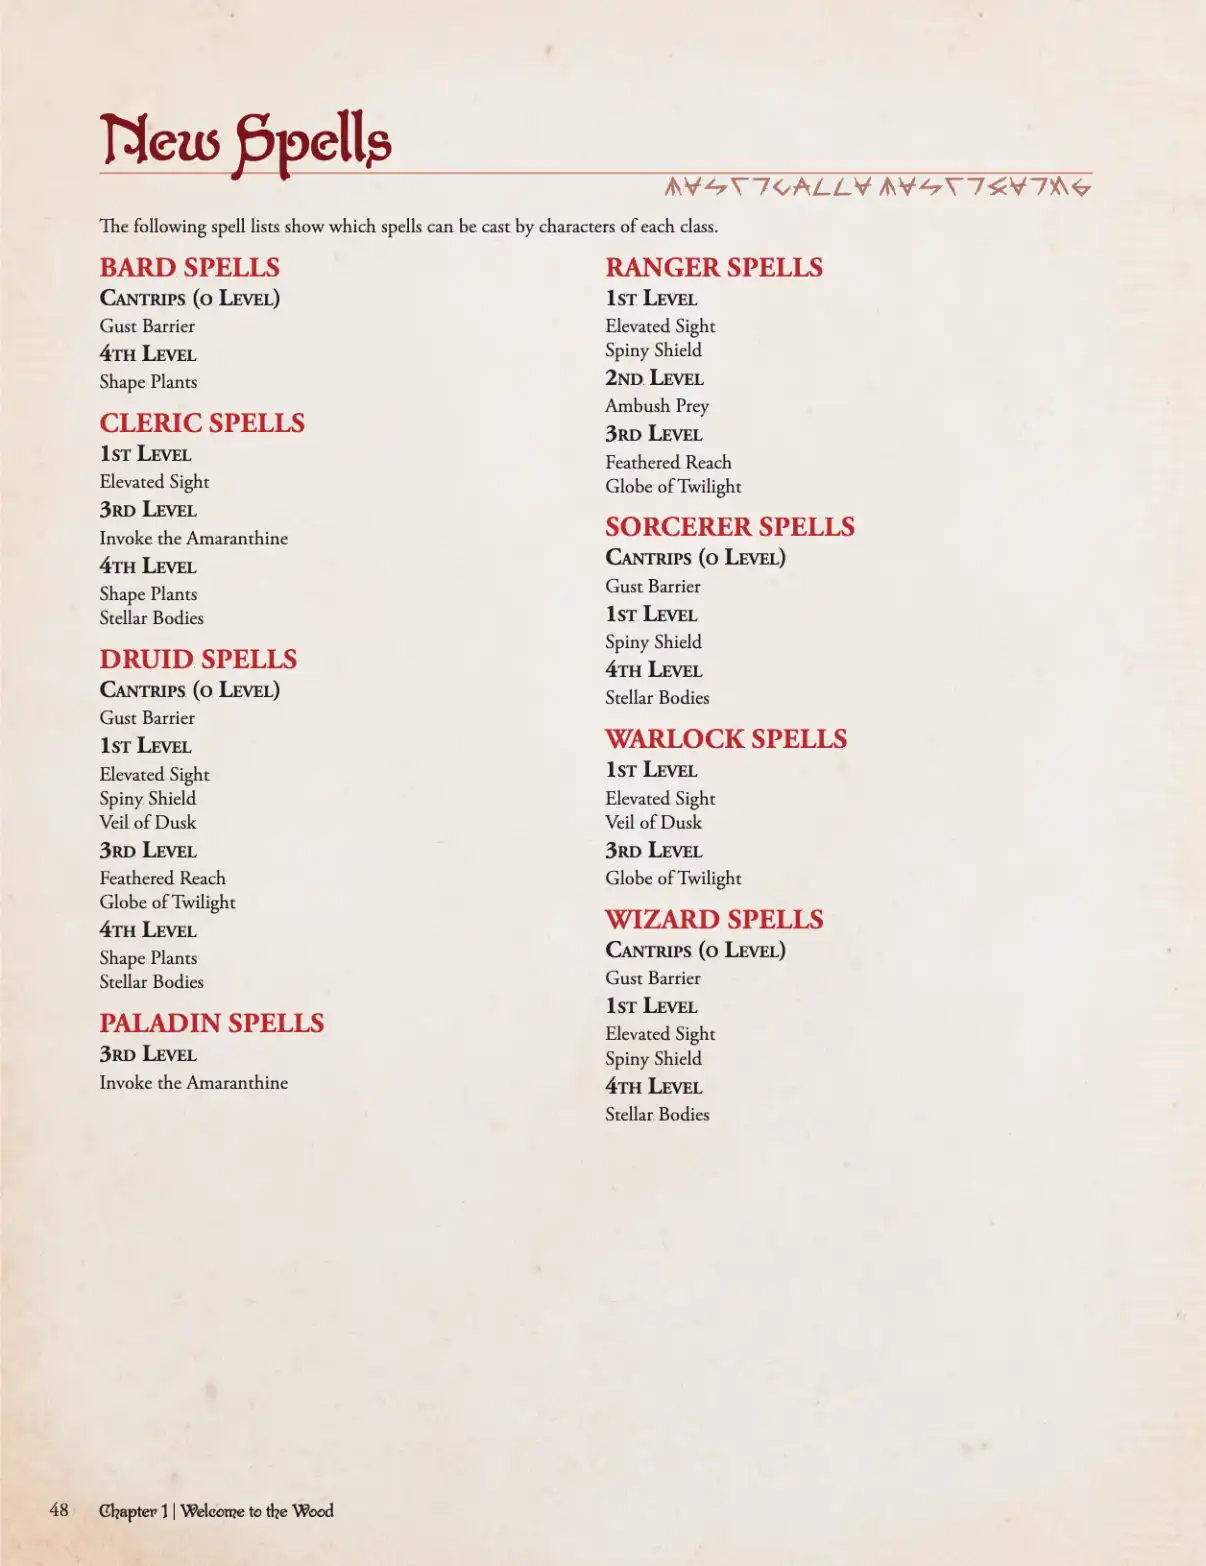 New Spells
The following spell lists show which spells can be cast by characters of each class.
BARD SPELLS
Cantrips (0 Level)
Gust Barrier
4th Level
Shape Plants
CLERIC SPELLS
1st Level
Elevated Sight
3rd Level
Invoke the Amaranthine
4th Level
Shape Plants
Stellar Bodies
DRUID SPELLS
Cantrips (0 Level)
Gust Barrier
1st Level
Elevated Sight
Spiny Shield
Veil of Dusk
3rd Level
Feathered Reach
Globe of Twilight
4th Level
Shape Plants
Stellar Bodies
PALADIN SPELLS
3rd Level
Invoke the Amaranthine
RANGER SPELLS
1st Level
Elevated Sight
Spiny Shield
2nd Level
Ambush Prey
3rd Level
Feathered Reach
Globe of Twilight
SORCERER SPELLS
Cantrips (0 Level)
Gust Barrier
1st Level
Spiny Shield
4th Level
Stellar Bodies
WARLOCK SPELLS
1st Level
Elevated Sight
Veil of Dusk
3rd Level
Globe of Twilight
WIZARD SPELLS
Cantrips (0 Level)
Gust Barrier
1st Level
Elevated Sight
Spiny Shield
4th Level
Stellar Bodies
48 Chapter 1 | Welcome to the Wood